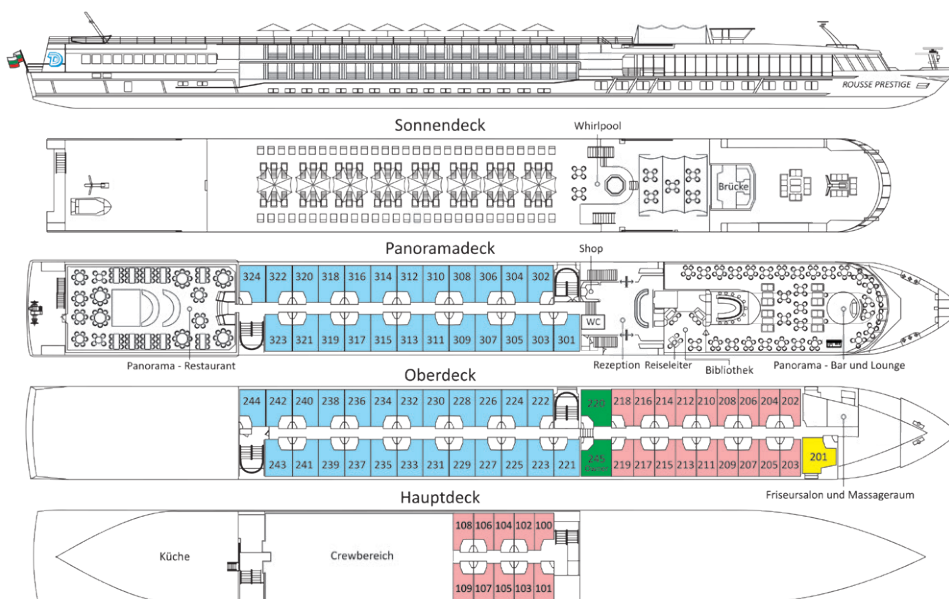 ROUSSE PRESTIGE
Sonnendeck
Whirlpool
Brücke
Panoramadeck
Shop
324 322 320 318 316 314 312 310 308 306 304 302
WC
323 321 319 317 315 313 311 309 307 305 303 301
Panorama - Restaurant
Rezeption
Reiseleiter
Bibliothek
Panorama - Bar und Lounge
Oberdeck
244 242 240 238 236 234 232 230 228 226 224 222 220 218 216 214 212 210 208 206 204 202
243 241 239 237 235 233 231 229 227 225 223 221 245 219 217 215 213 211 209 207 205 203 201
Friseursalon und Massageraum
Hauptdeck
108 106 104 102 100
Küche
Crewbereich
109 107 105 103 101